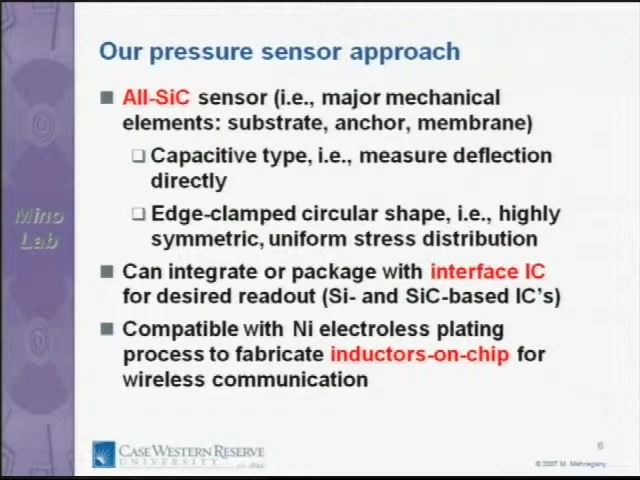 Our pressure sensor approach
All-SiC sensor (i.e., major mechanical
elements: substrate, anchor, membrane)
Capacitive type, i.e., measure deflection
directly
Edge-clamped circular shape, i.e., highly
symmetric, uniform stress distribution
Can integrate or package with interface IC
for desired readout (Si- and SiC-based IC's)
Compatible with Ni electroless plating
process to fabricate inductors-on-chip for
wireless communication
Mino
Lab
CASE WESTERN RESERVE
UNIVERSITY
6
© 2007 M. Mehregany